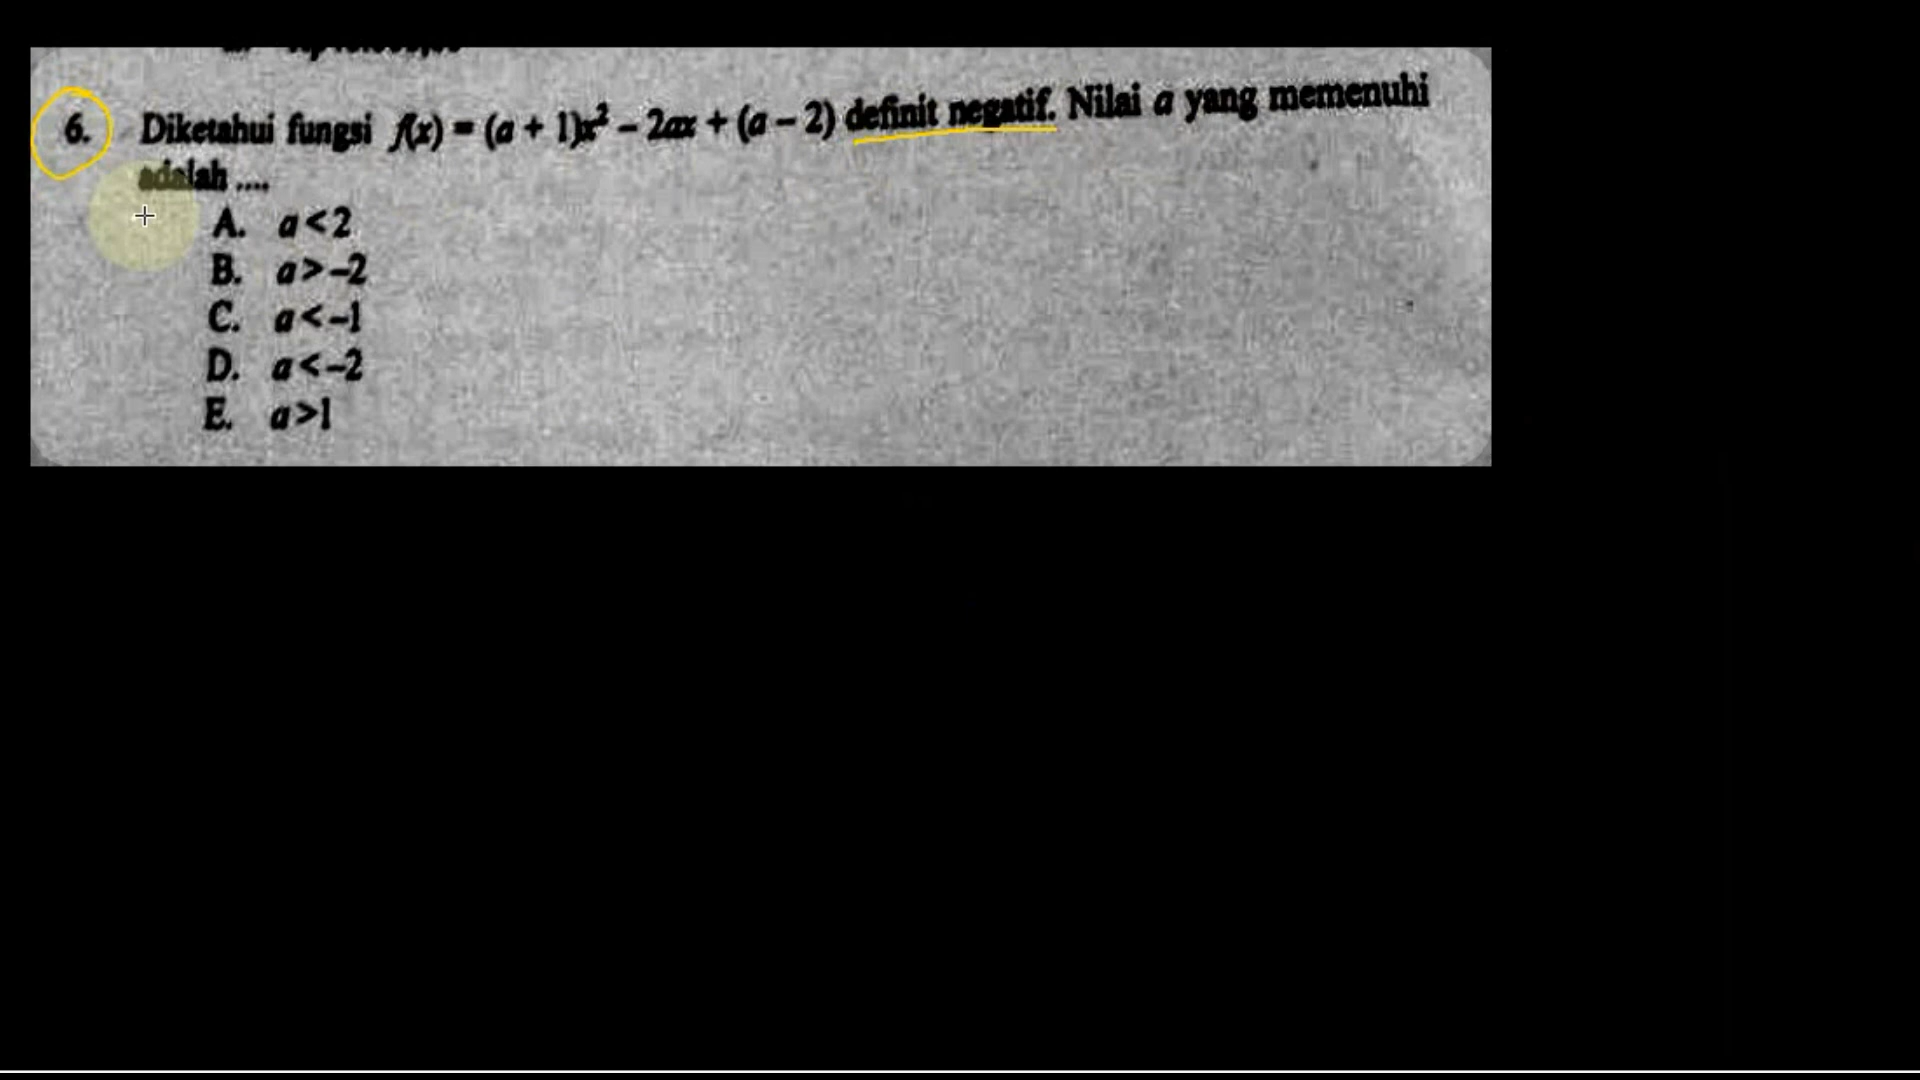 6. Diketahui fungsi f(x) = (a + 1)x² – 2ax + (a – 2) definit negatif. Nilai a yang memenuhi
adalah ....
A. a < 2
B. a > –2
C. a < –1
D. a < –2
E. a > 1